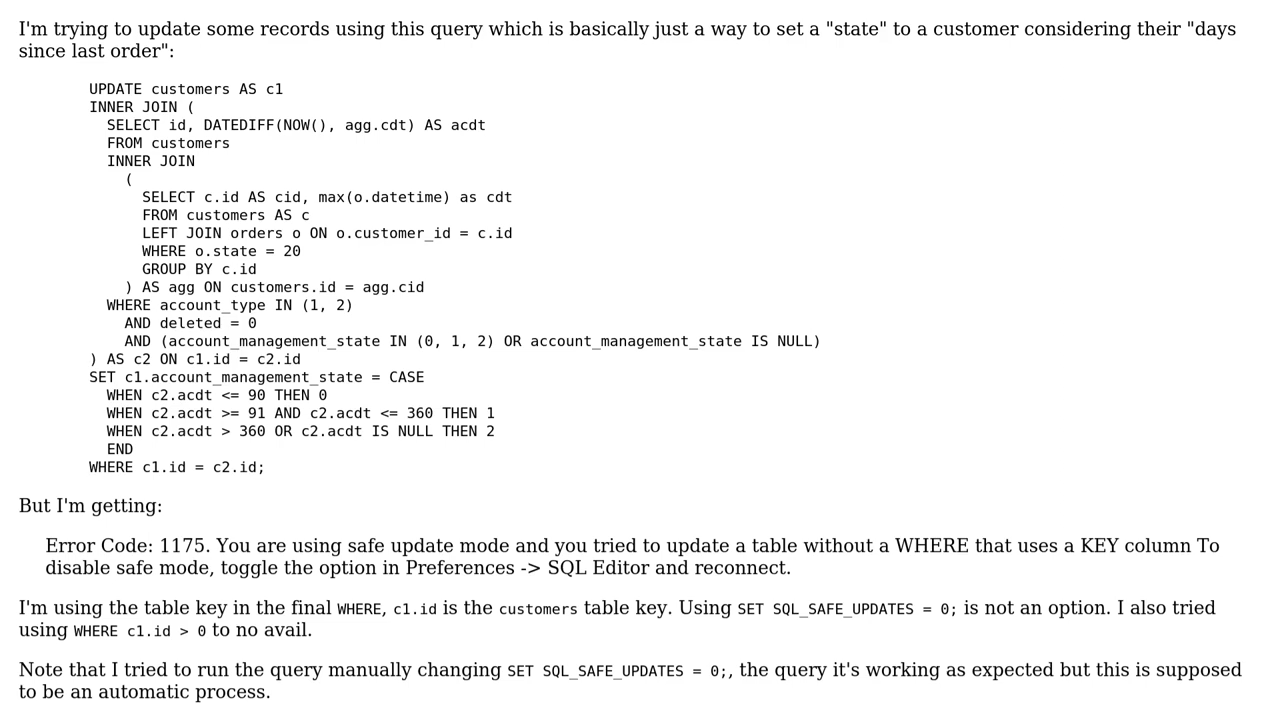 I'm trying to update some records using this query which is basically just a way to set a "state" to a customer considering their "days
since last order":
UPDATE customers AS c1
INNER JOIN (
  SELECT id, DATEDIFF(NOW(), agg.cdt) AS acdt
  FROM customers
  INNER JOIN
    (
      SELECT c.id AS cid, max(o.datetime) as cdt
      FROM customers AS c
      LEFT JOIN orders o ON o.customer_id = c.id
      WHERE o.state = 20
      GROUP BY c.id
    ) AS agg ON customers.id = agg.cid
  WHERE account_type IN (1, 2)
    AND deleted = 0
    AND (account_management_state IN (0, 1, 2) OR account_management_state IS NULL)
) AS c2 ON c1.id = c2.id
SET c1.account_management_state = CASE
  WHEN c2.acdt <= 90 THEN 0
  WHEN c2.acdt >= 91 AND c2.acdt <= 360 THEN 1
  WHEN c2.acdt > 360 OR c2.acdt IS NULL THEN 2
  END
WHERE c1.id = c2.id;
But I'm getting:
Error Code: 1175. You are using safe update mode and you tried to update a table without a WHERE that uses a KEY column To
disable safe mode, toggle the option in Preferences -> SQL Editor and reconnect.
I'm using the table key in the final WHERE, c1.id is the customers table key. Using SET SQL_SAFE_UPDATES = 0; is not an option. I also tried
using WHERE c1.id > 0 to no avail.
Note that I tried to run the query manually changing SET SQL_SAFE_UPDATES = 0;, the query it's working as expected but this is supposed
to be an automatic process.